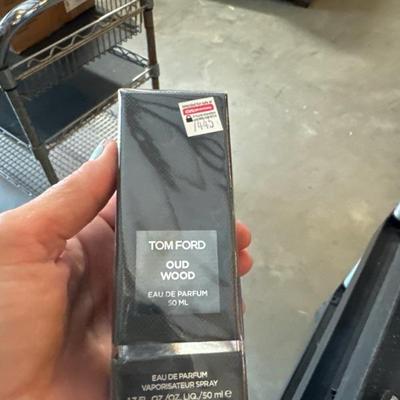 1442
TOM FORD
OUD
WOOD
EAU DE PARFUM
50 ML
EAU DE PARFUM
VAPORISATEUR SPRAY
1.7 FL. OZ./OZ. LIQ./50 ml e